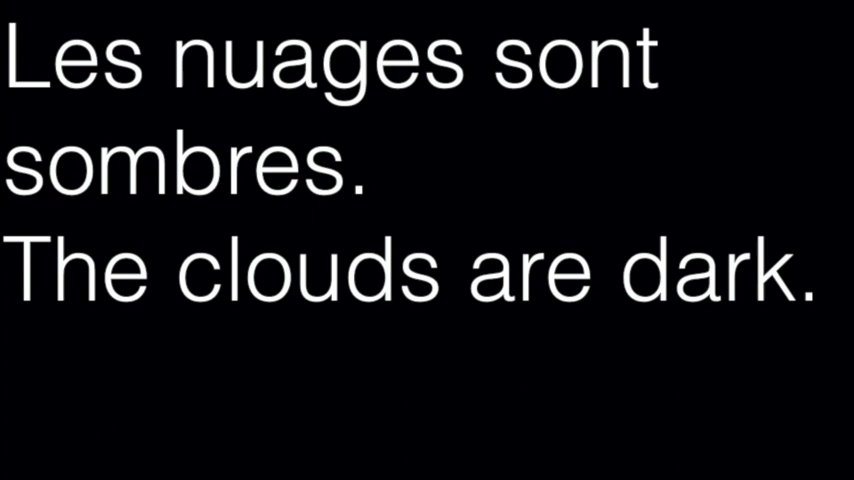 Les nuages sont
sombres.
The clouds are dark.